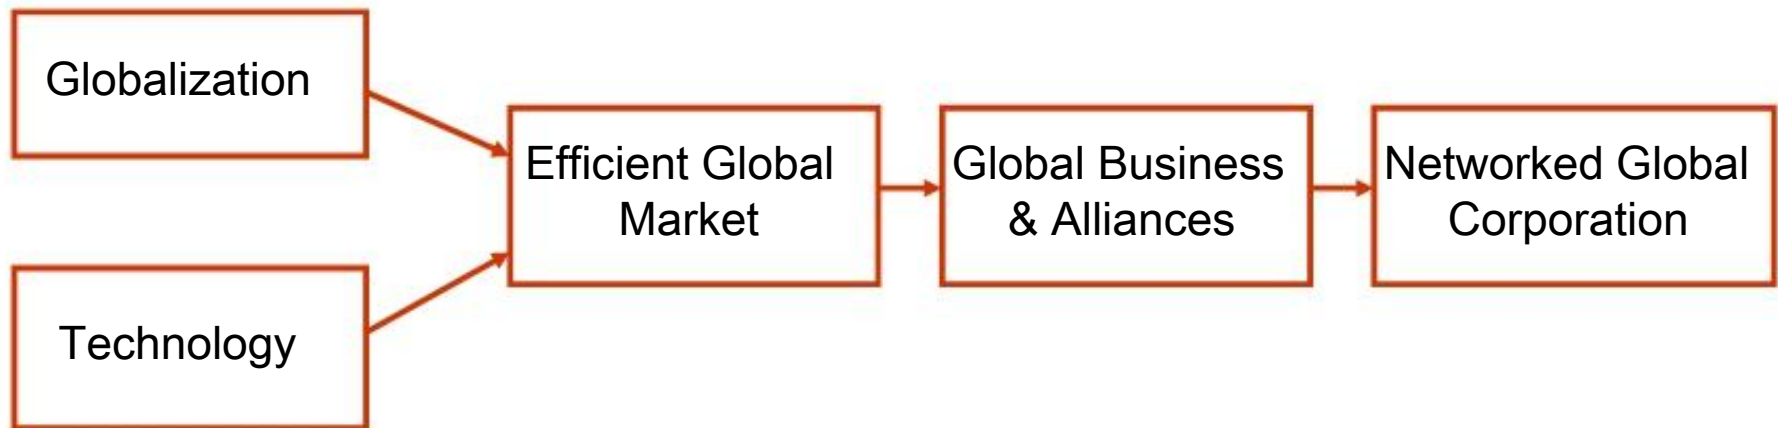 Globalization
Technology
Efficient Global
Market
Global Business
& Alliances
Networked Global
Corporation